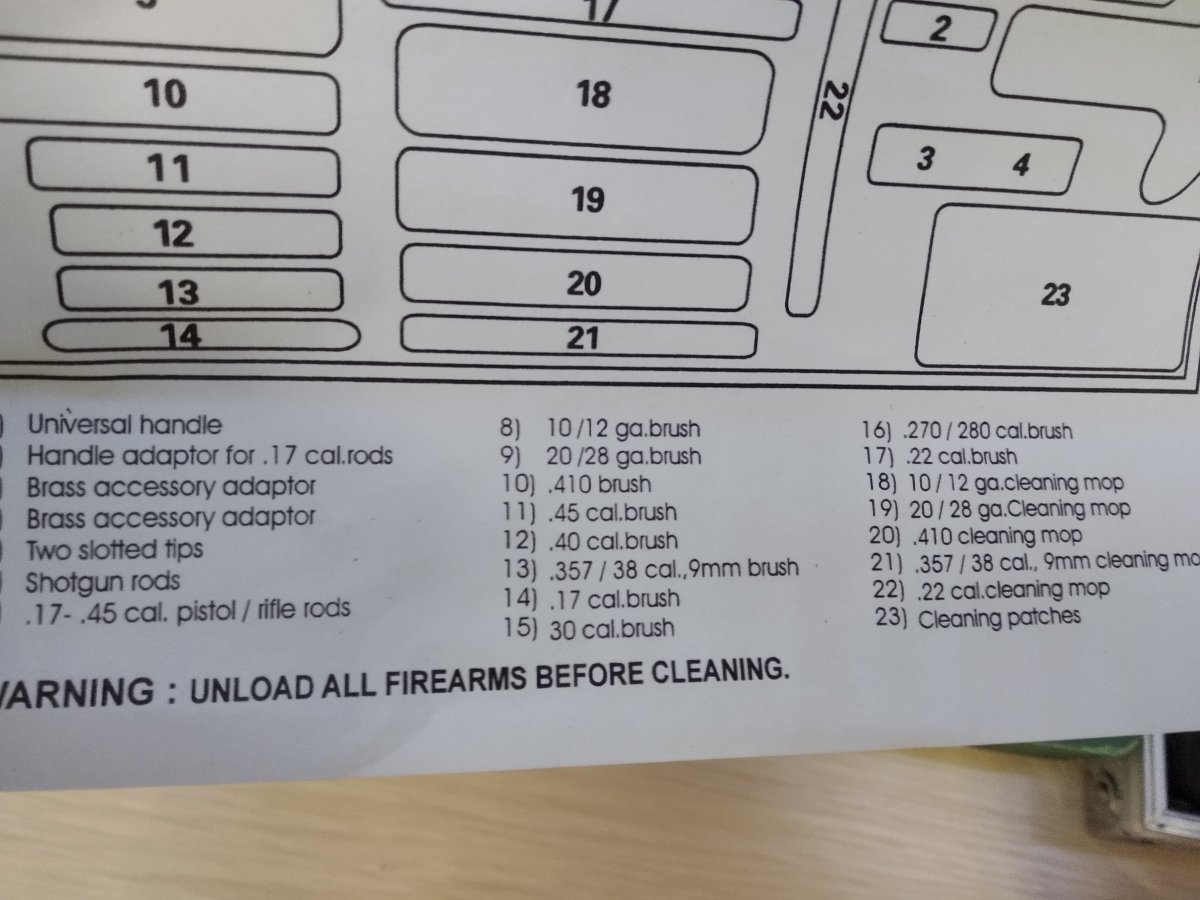 17
2
10
18
22
11
3 4
19
12
20
23
13
14
21
) Universal handle
) Handle adaptor for .17 cal.rods
) Brass accessory adaptor
) Brass accessory adaptor
) Two slotted tips
) Shotgun rods
) .17- .45 cal. pistol / rifle rods
8) 10 /12 ga.brush
9) 20 /28 ga.brush
10) .410 brush
11) .45 cal.brush
12) .40 cal.brush
13) .357 / 38 cal.,9mm brush
14) .17 cal.brush
15) 30 cal.brush
16) .270 / 280 cal.brush
17) .22 cal.brush
18) 10 / 12 ga.cleaning mop
19) 20 / 28 ga.Cleaning mop
20) .410 cleaning mop
21) .357 / 38 cal., 9mm cleaning mo
22) .22 cal.cleaning mop
23) Cleaning patches
WARNING : UNLOAD ALL FIREARMS BEFORE CLEANING.